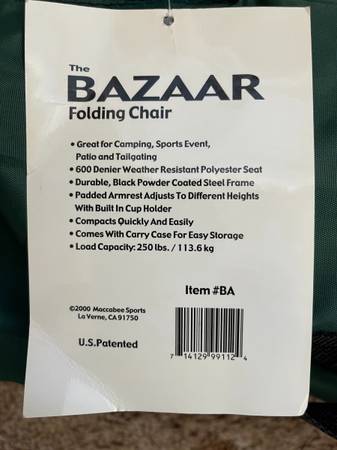 The
BAZAAR
Folding Chair
• Great for Camping, Sports Event,
Patio and Tailgating
• 600 Denier Weather Resistant Polyester Seat
• Durable, Black Powder Coated Steel Frame
• Padded Armrest Adjusts To Different Heights
With Built In Cup Holder
• Compacts Quickly And Easily
• Comes With Carry Case For Easy Storage
• Load Capacity: 250 lbs. / 113.6 kg
Item #BA
©2000 Maccabee Sports
La Verne, CA 91750
U.S. Patented
7 14129 99112 4